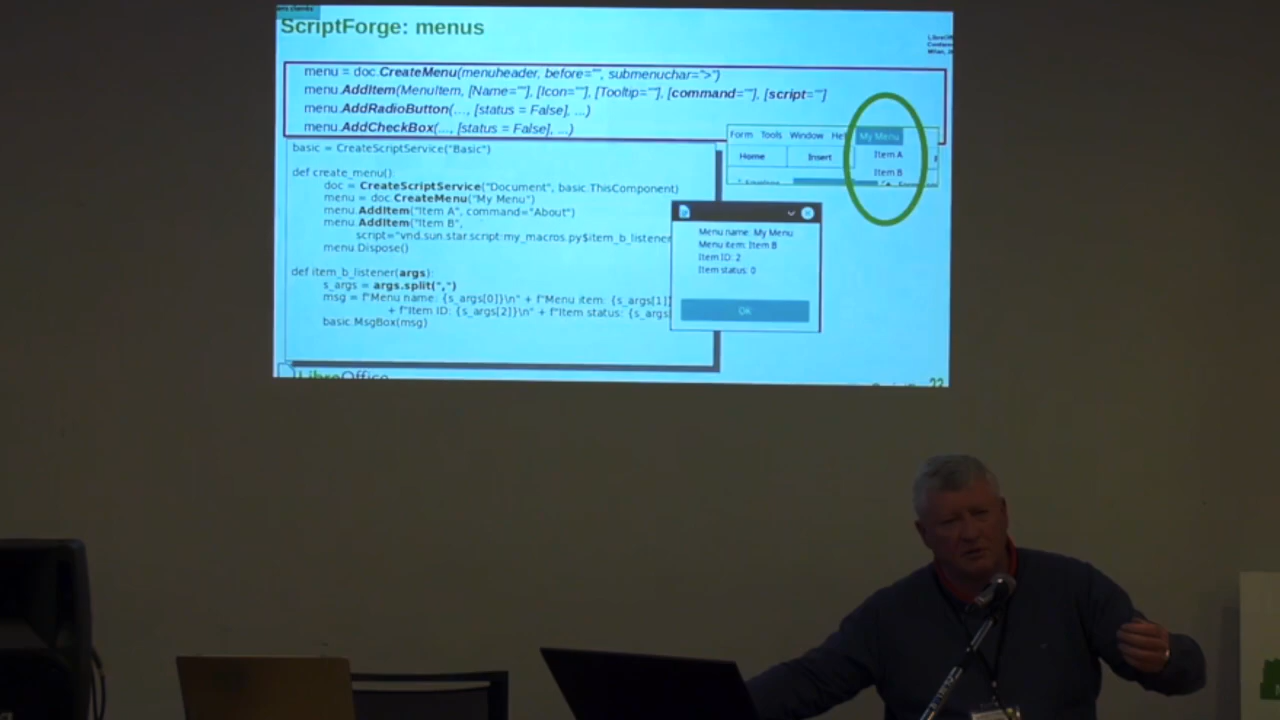 ScriptForge: menus
menu = doc.CreateMenu(menuheader, before="", submenuchar=">")
menu.AddItem(MenuItem, [Name=""], [Icon=""], [Tooltip=""], [command=""], [script=""]
menu.AddRadioButton(..., [status = False], ...)
menu.AddCheckBox(..., [status = False], ...)
basic = CreateScriptService("Basic")
def create_menu():
doc = CreateScriptService("Document", basic.ThisComponent)
menu = doc.CreateMenu("My Menu")
menu.AddItem("Item A", command="About")
menu.AddItem("Item B",
script="vnd.sun.star.script:my_macros.py$item_b_listener
menu.Dispose()
def item_b_listener(args):
s_args = args.split(",")
msg = f"Menu name: {s_args[0]}\n" + f"Menu item: {s_args[1]}
+ f"Item ID: {s_args[2]}\n" + f"Item status: {s_args
basic.MsgBox(msg)
Form Tools Window Hel My Menu
Home Insert
Item A
Item B
Menu name: My Menu
Menu item: Item B
Item ID: 2
Item status: 0
OK
LibreOffice
22